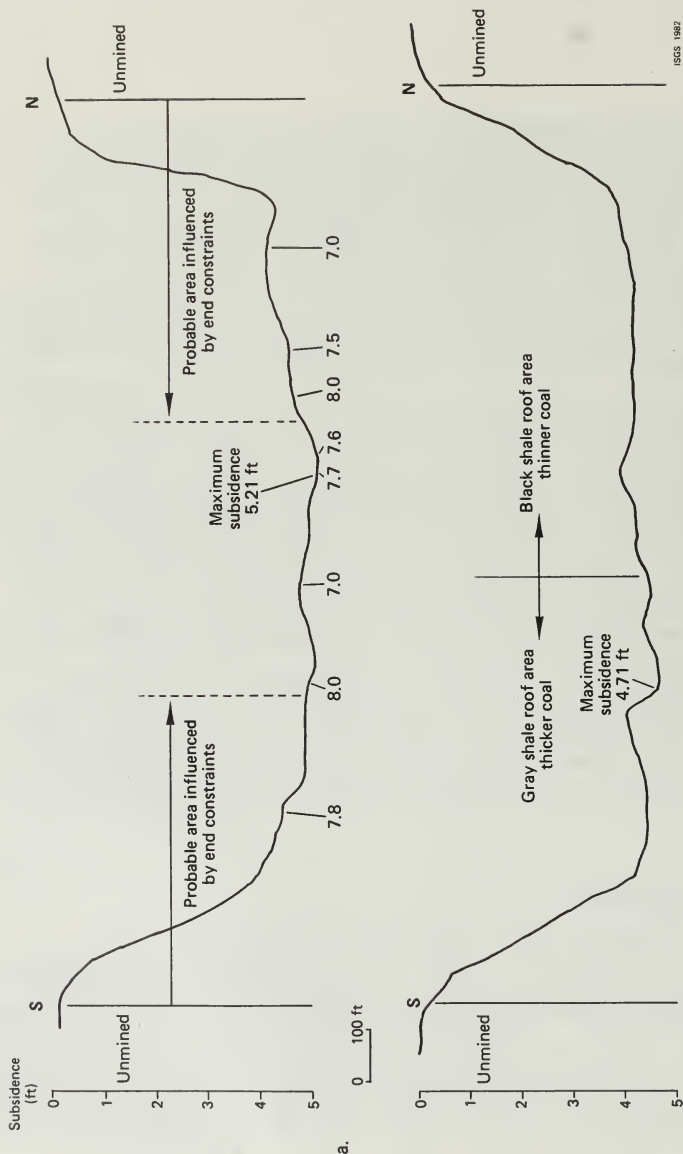 Subsidence
(ft)
0
1
2
3
4
5
S
Unmined
Probable area influenced
by end constraints
Maximum
subsidence
5.21 ft
Probable area influenced
by end constraints
N
Unmined
7.8
8.0
7.0
7.7
7.6
8.0
7.5
7.0
0
100 ft
a.
0
1
2
3
4
5
S
Unmined
Gray shale roof area
thicker coal
Maximum
subsidence
4.71 ft
Black shale roof area
thinner coal
N
Unmined
ISGS 1982